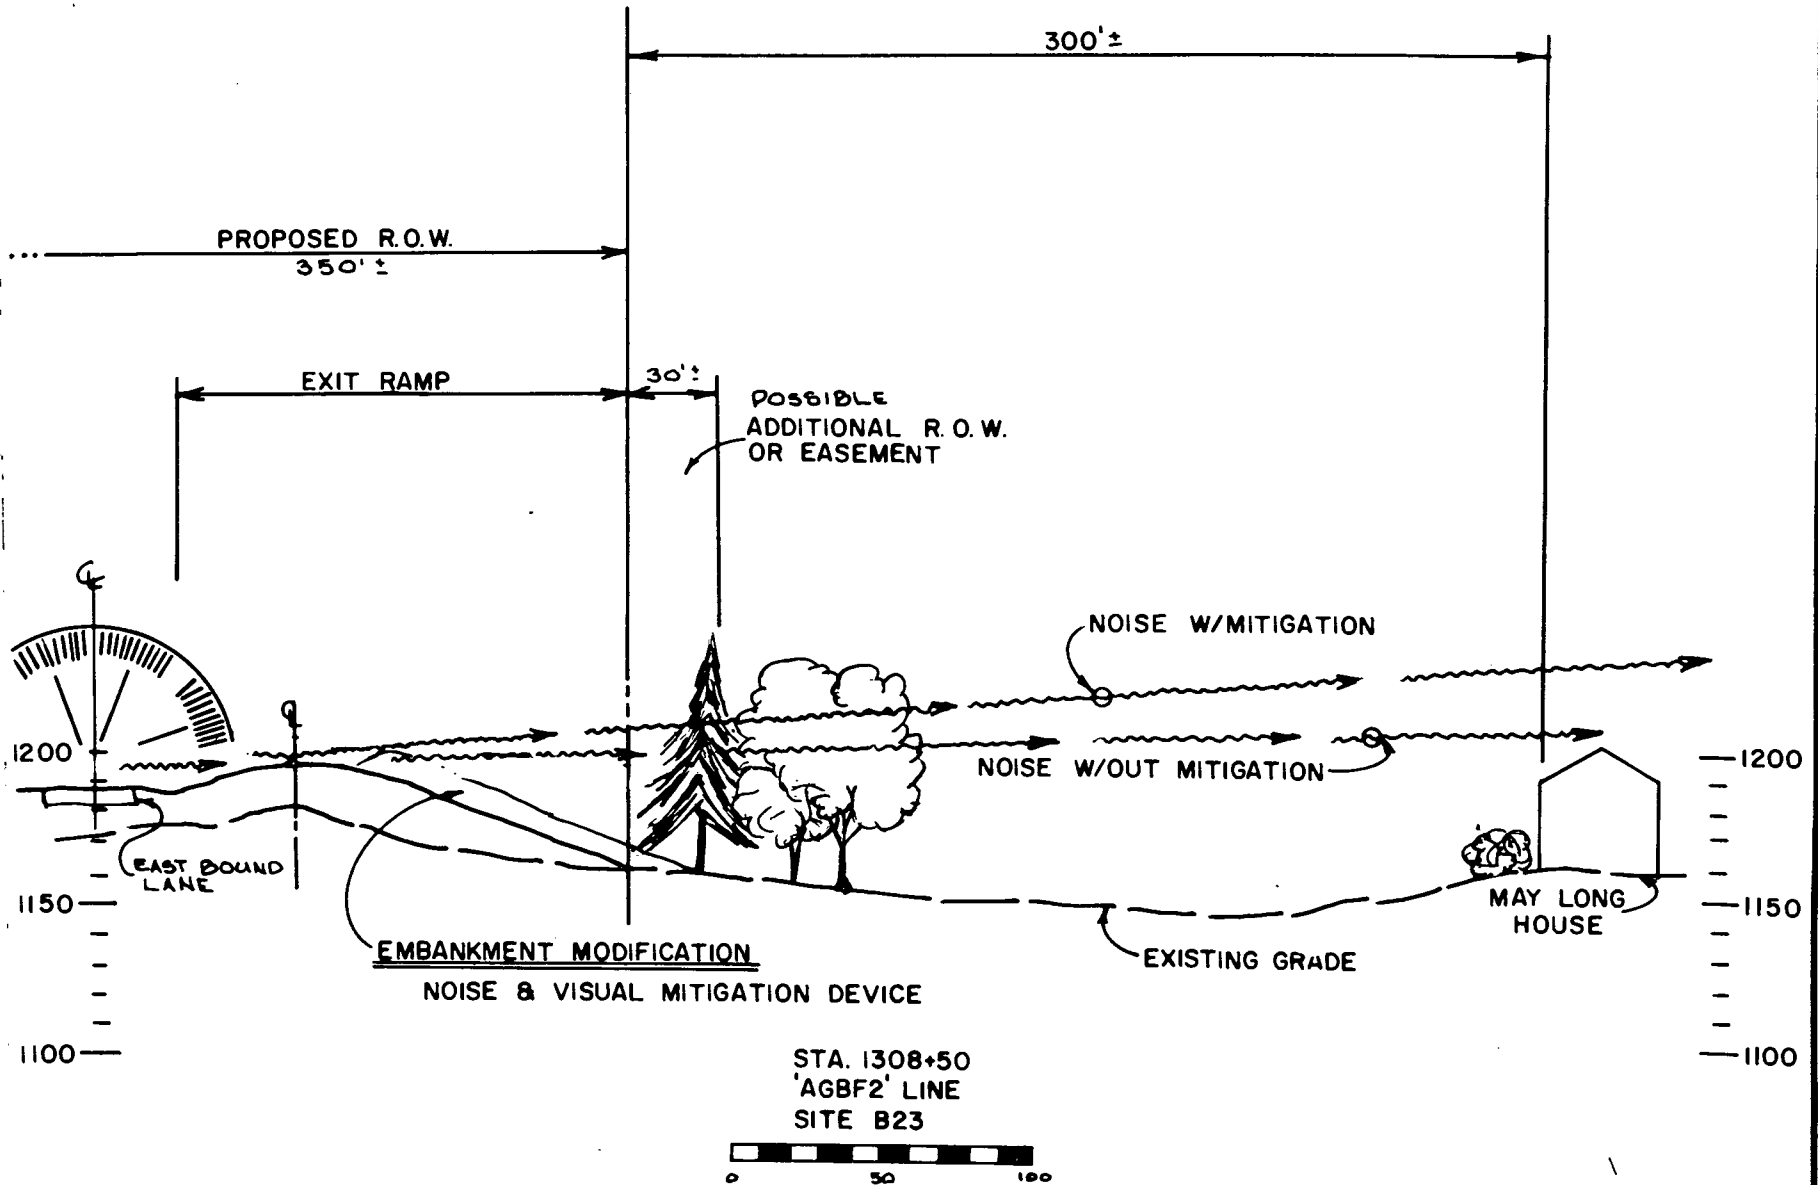 300'±
PROPOSED R.O.W.
350'±
EXIT RAMP
30'±
POSSIBLE
ADDITIONAL R.O.W.
OR EASEMENT
NOISE W/MITIGATION
1200
1200
NOISE W/OUT MITIGATION
EAST BOUND
LANE
1150
1150
MAY LONG
HOUSE
EMBANKMENT MODIFICATION
EXISTING GRADE
NOISE & VISUAL MITIGATION DEVICE
1100
1100
STA. 1308+50
'AGBF2' LINE
SITE B23
0 50 100